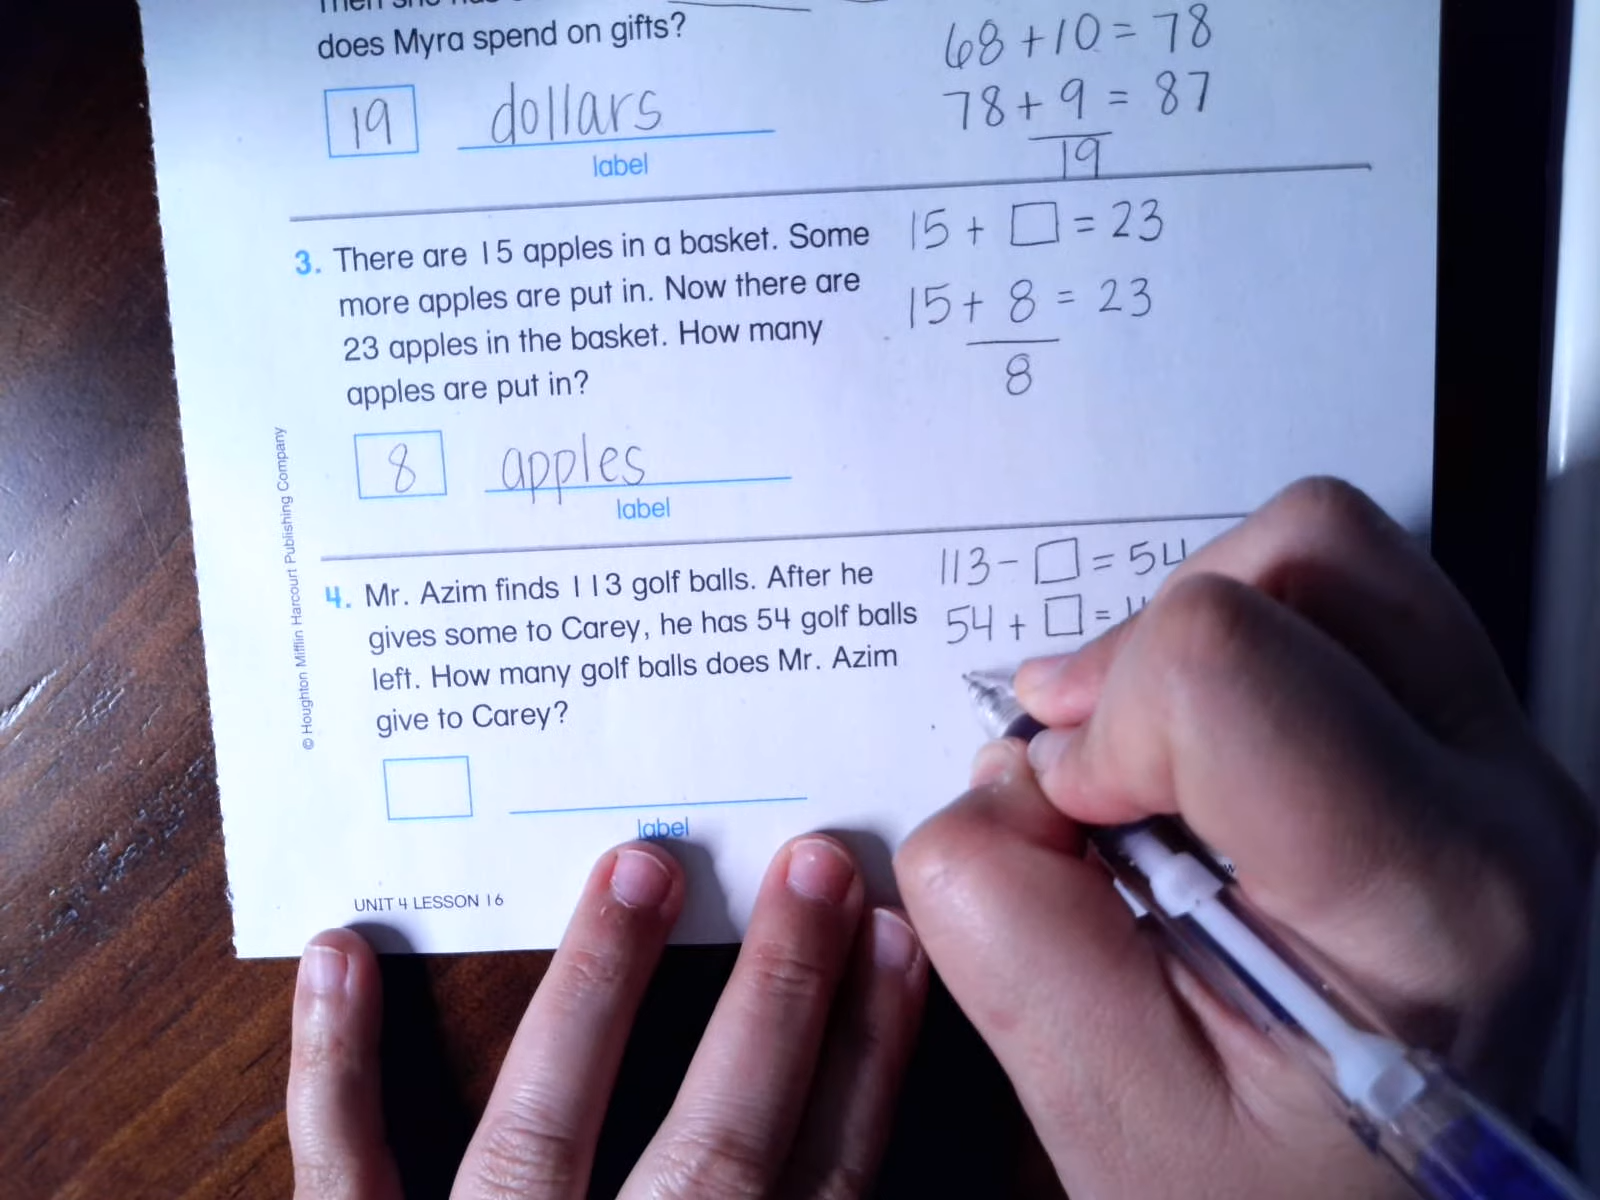 does Myra spend on gifts?
19 dollars
label
68 + 10 = 78
78 + 9 = 87
19
3. There are 15 apples in a basket. Some
more apples are put in. Now there are
23 apples in the basket. How many
apples are put in?
15 + □ = 23
15 + 8 = 23
8
8 apples
label
4. Mr. Azim finds 113 golf balls. After he
gives some to Carey, he has 54 golf balls
left. How many golf balls does Mr. Azim
give to Carey?
113 - □ = 54
54 + □ =
label
© Houghton Mifflin Harcourt Publishing Company
UNIT 4 LESSON 16